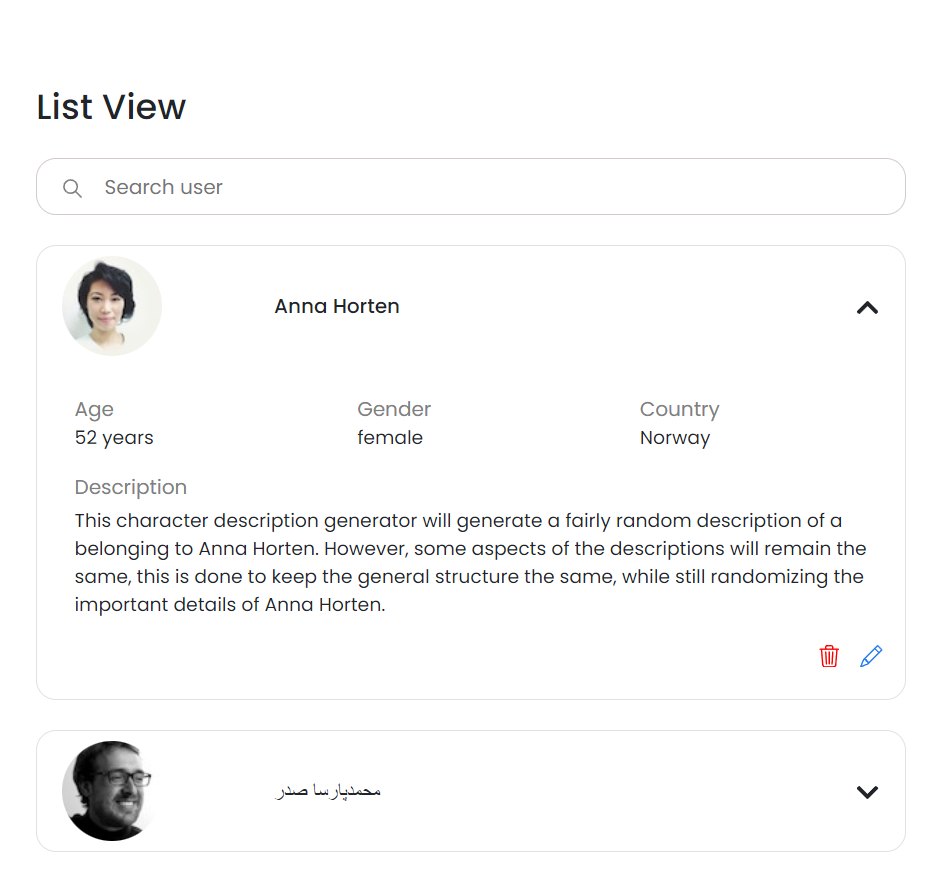 List View
Search user
Anna Horten
Age
Gender
Country
52 years
female
Norway
Description
This character description generator will generate a fairly random description of a
belonging to Anna Horten. However, some aspects of the descriptions will remain the
same, this is done to keep the general structure the same, while still randomizing the
important details of Anna Horten.
محمدپارسا صدر